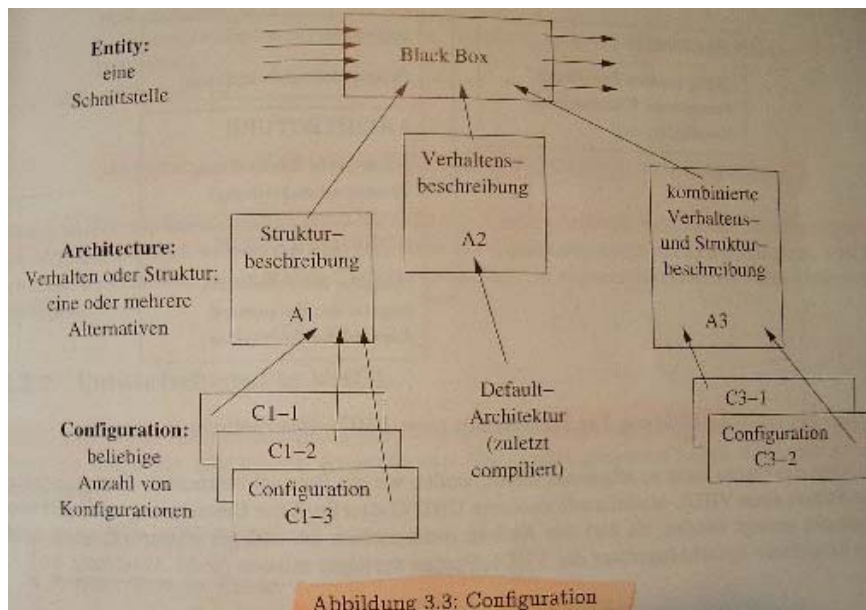 Entity:
eine
Schnittstelle
Black Box
Verhaltens–
beschreibung
A2
kombinierte
Verhaltens–
und Struktur–
beschreibung
A3
Struktur–
beschreibung
A1
Architecture:
Verhalten oder Struktur;
eine oder mehrere
Alternativen
Configuration:
beliebige
Anzahl von
Konfigurationen
C1–1
C1–2
Configuration
C1–3
Default–
Architektur
(zuletzt
compiliert)
C3–1
Configuration
C3–2
Abbildung 3.3: Configuration